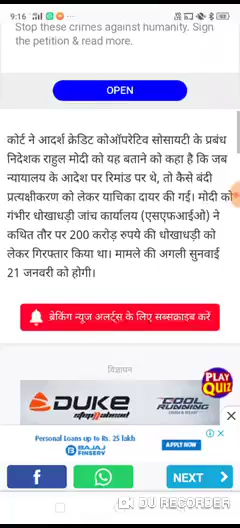 9:16
Stop these crimes against humanity. Sign
the petition & read more.
OPEN
कोर्ट ने आदर्श क्रेडिट कोऑपरेटिव सोसायटी के प्रबंध
निदेशक राहुल मोदी को यह बताने को कहा है कि जब
न्यायालय के आदेश पर रिमांड पर थे, तो कैसे बंदी
प्रत्यक्षीकरण को लेकर याचिका दायर की गई। मोदी को
गंभीर धोखाधड़ी जांच कार्यालय (एसएफआईओ) ने
कथित तौर पर 200 करोड़ रुपये की धोखाधड़ी को
लेकर गिरफ्तार किया था। मामले की अगली सुनवाई
21 जनवरी को होगी।
ब्रेकिंग न्यूज अलर्ट्स के लिए सब्सक्राइब करें
विज्ञापन
PLAY
QUIZ
DUKE
step ahead
COOL
RUNNING
Personal Loans up to Rs. 25 lakh
BAJAJ
FINSERV
APPLY NOW
NEXT
DU RECORDER